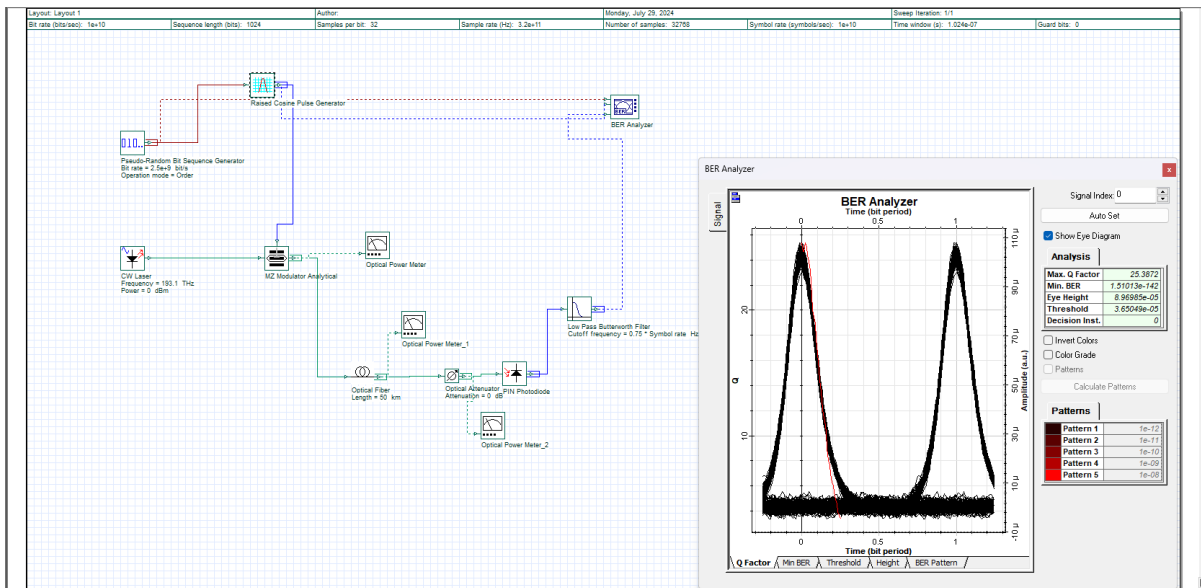 Layout: Layout 1 Author: Monday, July 29, 2024 Sweep Iteration: 1/1
Bit rate (bits/sec): 1e+10 Sequence length (bits): 1024 Samples per bit: 32 Sample rate (Hz): 3.2e+11 Number of samples: 32768 Symbol rate (symbols/sec): 1e+10 Time window (s): 1.024e-07 Guard bits: 0
Raised Cosine Pulse Generator
BER Analyzer
Pseudo-Random Bit Sequence Generator
Bit rate = 2.5e+9 bit/s
Operation mode = Order
CW Laser
Frequency = 193.1 THz
Power = 0 dBm
MZ Modulator Analytical
Optical Power Meter
Optical Power Meter_1
Low Pass Butterworth Filter
Cutoff frequency = 0.75 * Symbol rate Hz
Optical Fiber
Length = 50 km
Optical Attenuator
Attenuation = 0 dB
PIN Photodiode
Optical Power Meter_2
BER Analyzer
x
Signal
BER Analyzer
Time (bit period)
0 0.5 1
Q
20
10
110 µ
90 µ
70 µ
50 µ
30 µ
10 µ
-10 µ
Amplitude (a.u.)
0 0.5 1
Time (bit period)
Q Factor Min BER Threshold Height BER Pattern
Signal Index: 0
Auto Set
Show Eye Diagram
Analysis
Max. Q Factor 25.3872
Min. BER 1.51013e-142
Eye Height 8.96985e-05
Threshold 3.65049e-05
Decision Inst. 0
Invert Colors
Color Grade
Patterns
Calculate Patterns
Patterns
Pattern 1 1e-12
Pattern 2 1e-11
Pattern 3 1e-10
Pattern 4 1e-09
Pattern 5 1e-08